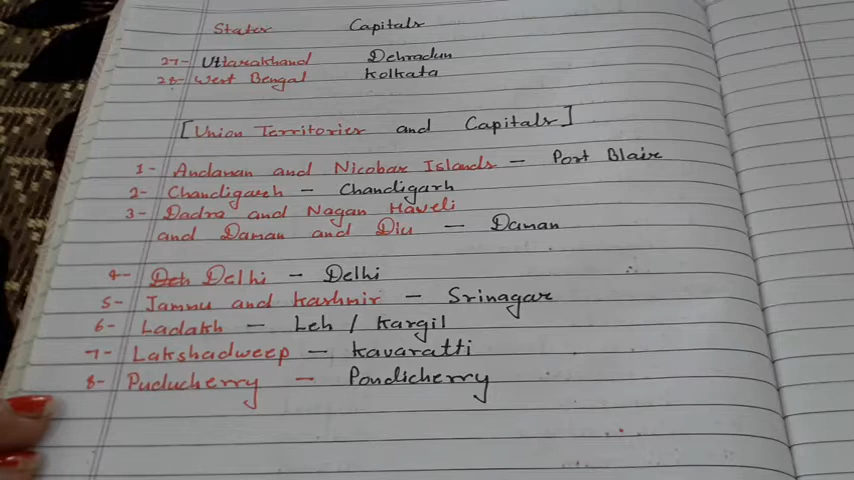 States Capitals
27- Uttarakhand Dehradun
28- West Bengal Kolkata
[Union Territories and Capitals]
1- Andaman and Nicobar Islands - Port Blair
2- Chandigarh - Chandigarh
3- Dadra and Nagan Haveli
and Daman and Diu - Daman
4- Deh Delhi - Delhi
5- Jammu and Kashmir - Srinagar
6- Ladakh - Leh / Kargil
7- Lakshadweep - Kavaratti
8- Puducherry - Pondicherry